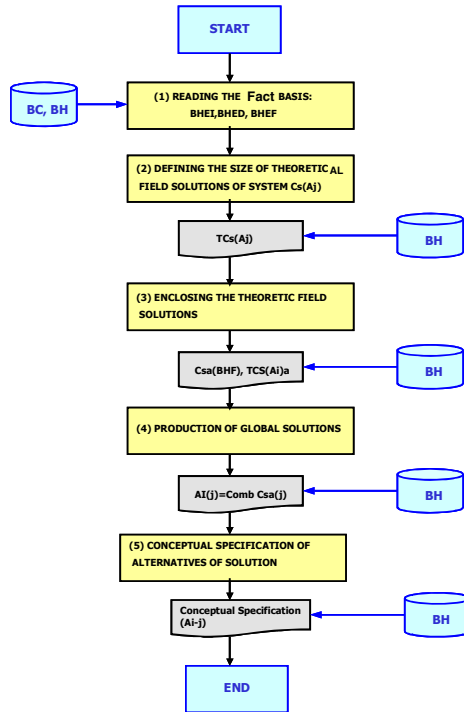 START
BC, BH
(1) READING THE Fact BASIS:
BHEI,BHED, BHEF
(2) DEFINING THE SIZE OF THEORETICAL
FIELD SOLUTIONS OF SYSTEM Cs(Aj)
TCs(Aj)
BH
(3) ENCLOSING THE THEORETIC FIELD
SOLUTIONS
Csa(BHF), TCS(Ai)a
BH
(4) PRODUCTION OF GLOBAL SOLUTIONS
AI(j)=Comb Csa(j)
BH
(5) CONCEPTUAL SPECIFICATION OF
ALTERNATIVES OF SOLUTION
Conceptual Specification
(Ai-j)
BH
END